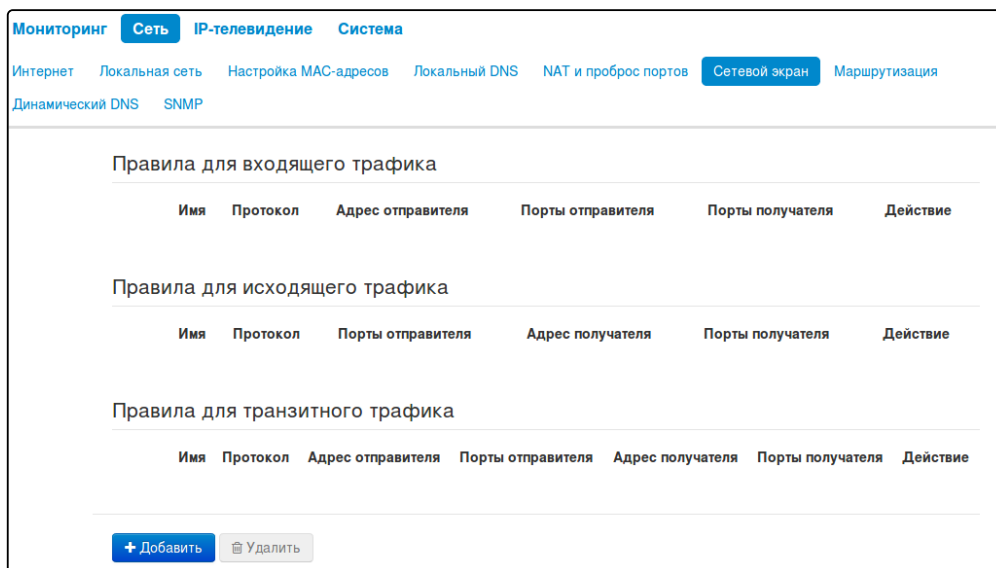 Мониторинг Сеть IP-телевидение Система
Интернет Локальная сеть Настройка MAC-адресов Локальный DNS NAT и проброс портов Сетевой экран Маршрутизация
Динамический DNS SNMP
Правила для входящего трафика
Имя Протокол Адрес отправителя Порты отправителя Порты получателя Действие
Правила для исходящего трафика
Имя Протокол Порты отправителя Адрес получателя Порты получателя Действие
Правила для транзитного трафика
Имя Протокол Адрес отправителя Порты отправителя Адрес получателя Порты получателя Действие
+ Добавить Удалить